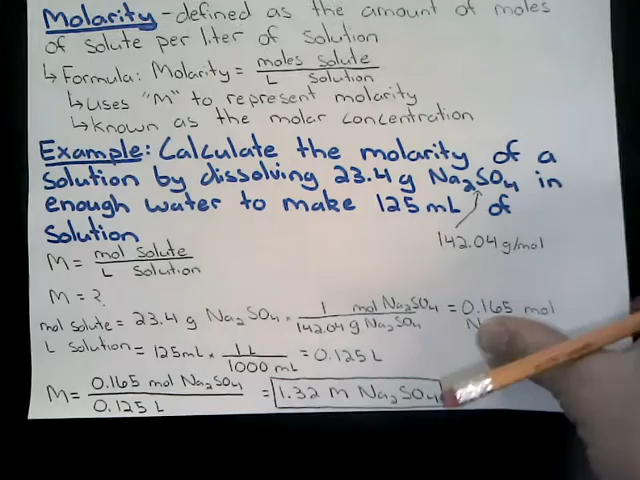 Molarity - defined as the amount of moles
of solute per liter of solution
↳ Formula: Molarity = moles solute / L solution
↳ uses "M" to represent molarity
↳ known as the molar concentration
Example: Calculate the molarity of a
solution by dissolving 23.4 g Na₂SO₄ in
enough water to make 125 mL of
solution
142.04 g/mol
M = mol solute / L solution
M = ?
mol solute = 23.4 g Na₂SO₄ × 1 mol Na₂SO₄ / 142.04 g Na₂SO₄ = 0.165 mol
L solution = 125 mL × 1 L / 1000 mL = 0.125 L
M = 0.165 mol Na₂SO₄ / 0.125 L = 1.32 M Na₂SO₄